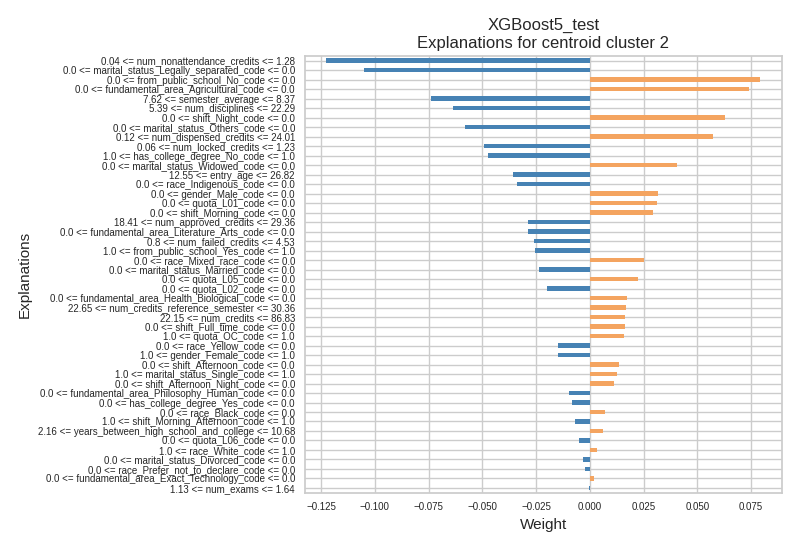 XGBoost5_test
Explanations for centroid cluster 2
0.04 <= num_nonattendance_credits <= 1.28
0.0 <= marital_status_Legally_separated_code <= 0.0
0.0 <= from_public_school_No_code <= 0.0
0.0 <= fundamental_area_Agricultural_code <= 0.0
7.62 <= semester_average <= 8.37
5.39 <= num_disciplines <= 22.29
0.0 <= shift_Night_code <= 0.0
0.0 <= marital_status_Others_code <= 0.0
0.12 <= num_dispensed_credits <= 24.01
0.06 <= num_locked_credits <= 1.23
1.0 <= has_college_degree_No_code <= 1.0
0.0 <= marital_status_Widowed_code <= 0.0
12.55 <= entry_age <= 26.82
0.0 <= race_Indigenous_code <= 0.0
0.0 <= gender_Male_code <= 0.0
0.0 <= quota_L01_code <= 0.0
0.0 <= shift_Morning_code <= 0.0
18.41 <= num_approved_credits <= 29.36
0.0 <= fundamental_area_Literature_Arts_code <= 0.0
0.8 <= num_failed_credits <= 4.53
1.0 <= from_public_school_Yes_code <= 1.0
0.0 <= race_Mixed_race_code <= 0.0
0.0 <= marital_status_Married_code <= 0.0
0.0 <= quota_L05_code <= 0.0
0.0 <= quota_L02_code <= 0.0
0.0 <= fundamental_area_Health_Biological_code <= 0.0
22.65 <= num_credits_reference_semester <= 30.36
22.15 <= num_credits <= 86.83
0.0 <= shift_Full_time_code <= 0.0
1.0 <= quota_OC_code <= 1.0
0.0 <= race_Yellow_code <= 0.0
1.0 <= gender_Female_code <= 1.0
0.0 <= shift_Afternoon_code <= 0.0
1.0 <= marital_status_Single_code <= 1.0
0.0 <= shift_Afternoon_Night_code <= 0.0
0.0 <= fundamental_area_Philosophy_Human_code <= 0.0
0.0 <= has_college_degree_Yes_code <= 0.0
0.0 <= race_Black_code <= 0.0
1.0 <= shift_Morning_Afternoon_code <= 1.0
2.16 <= years_between_high_school_and_college <= 10.68
0.0 <= quota_L06_code <= 0.0
1.0 <= race_White_code <= 1.0
0.0 <= marital_status_Divorced_code <= 0.0
0.0 <= race_Prefer_not_to_declare_code <= 0.0
0.0 <= fundamental_area_Exact_Technology_code <= 0.0
1.13 <= num_exams <= 1.64
Explanations
−0.125 −0.100 −0.075 −0.050 −0.025 0.000 0.025 0.050 0.075
Weight